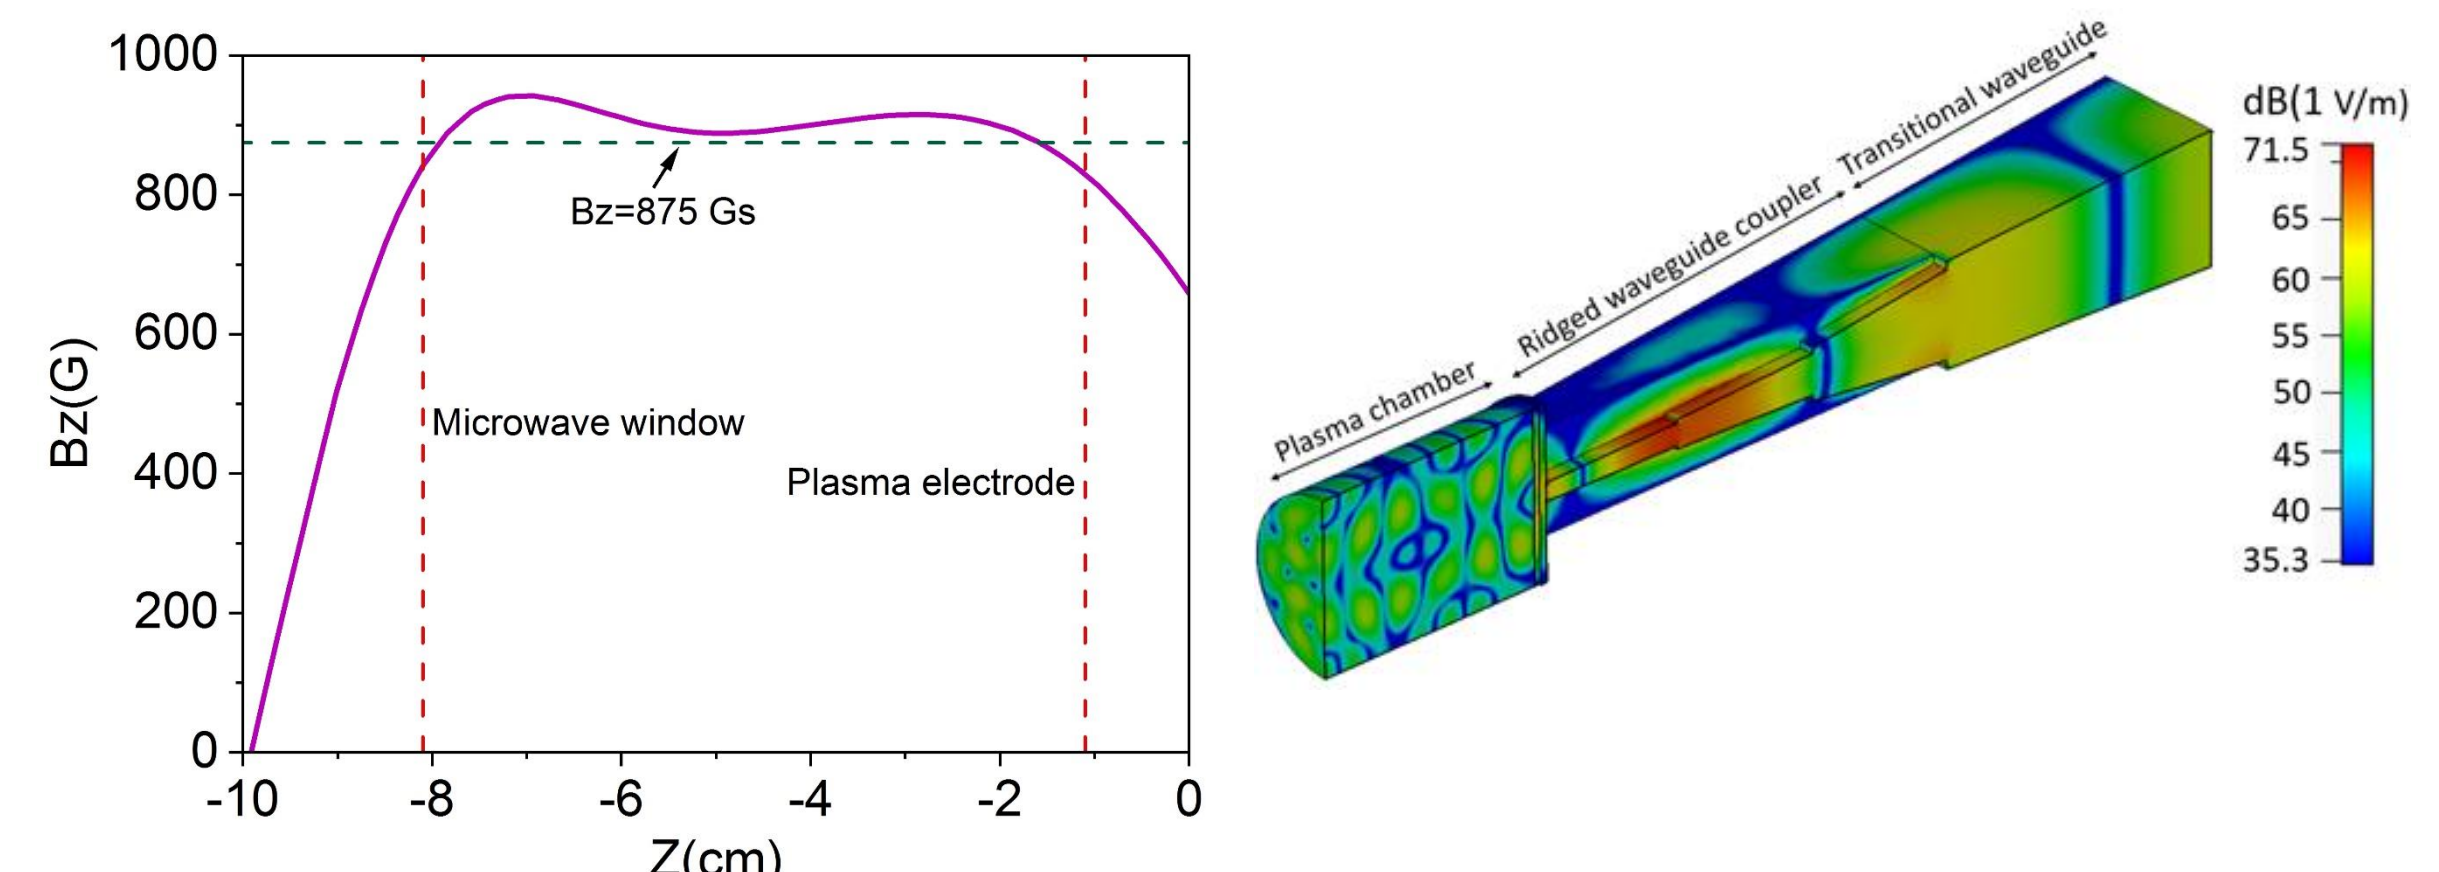 1000
800
600
400
200
0
Bz(G)
Bz=875 Gs
Microwave window
Plasma electrode
-10 -8 -6 -4 -2 0
Z(cm)
Plasma chamber
Ridged waveguide coupler
Transitional waveguide
dB(1 V/m)
71.5
65
60
55
50
45
40
35.3